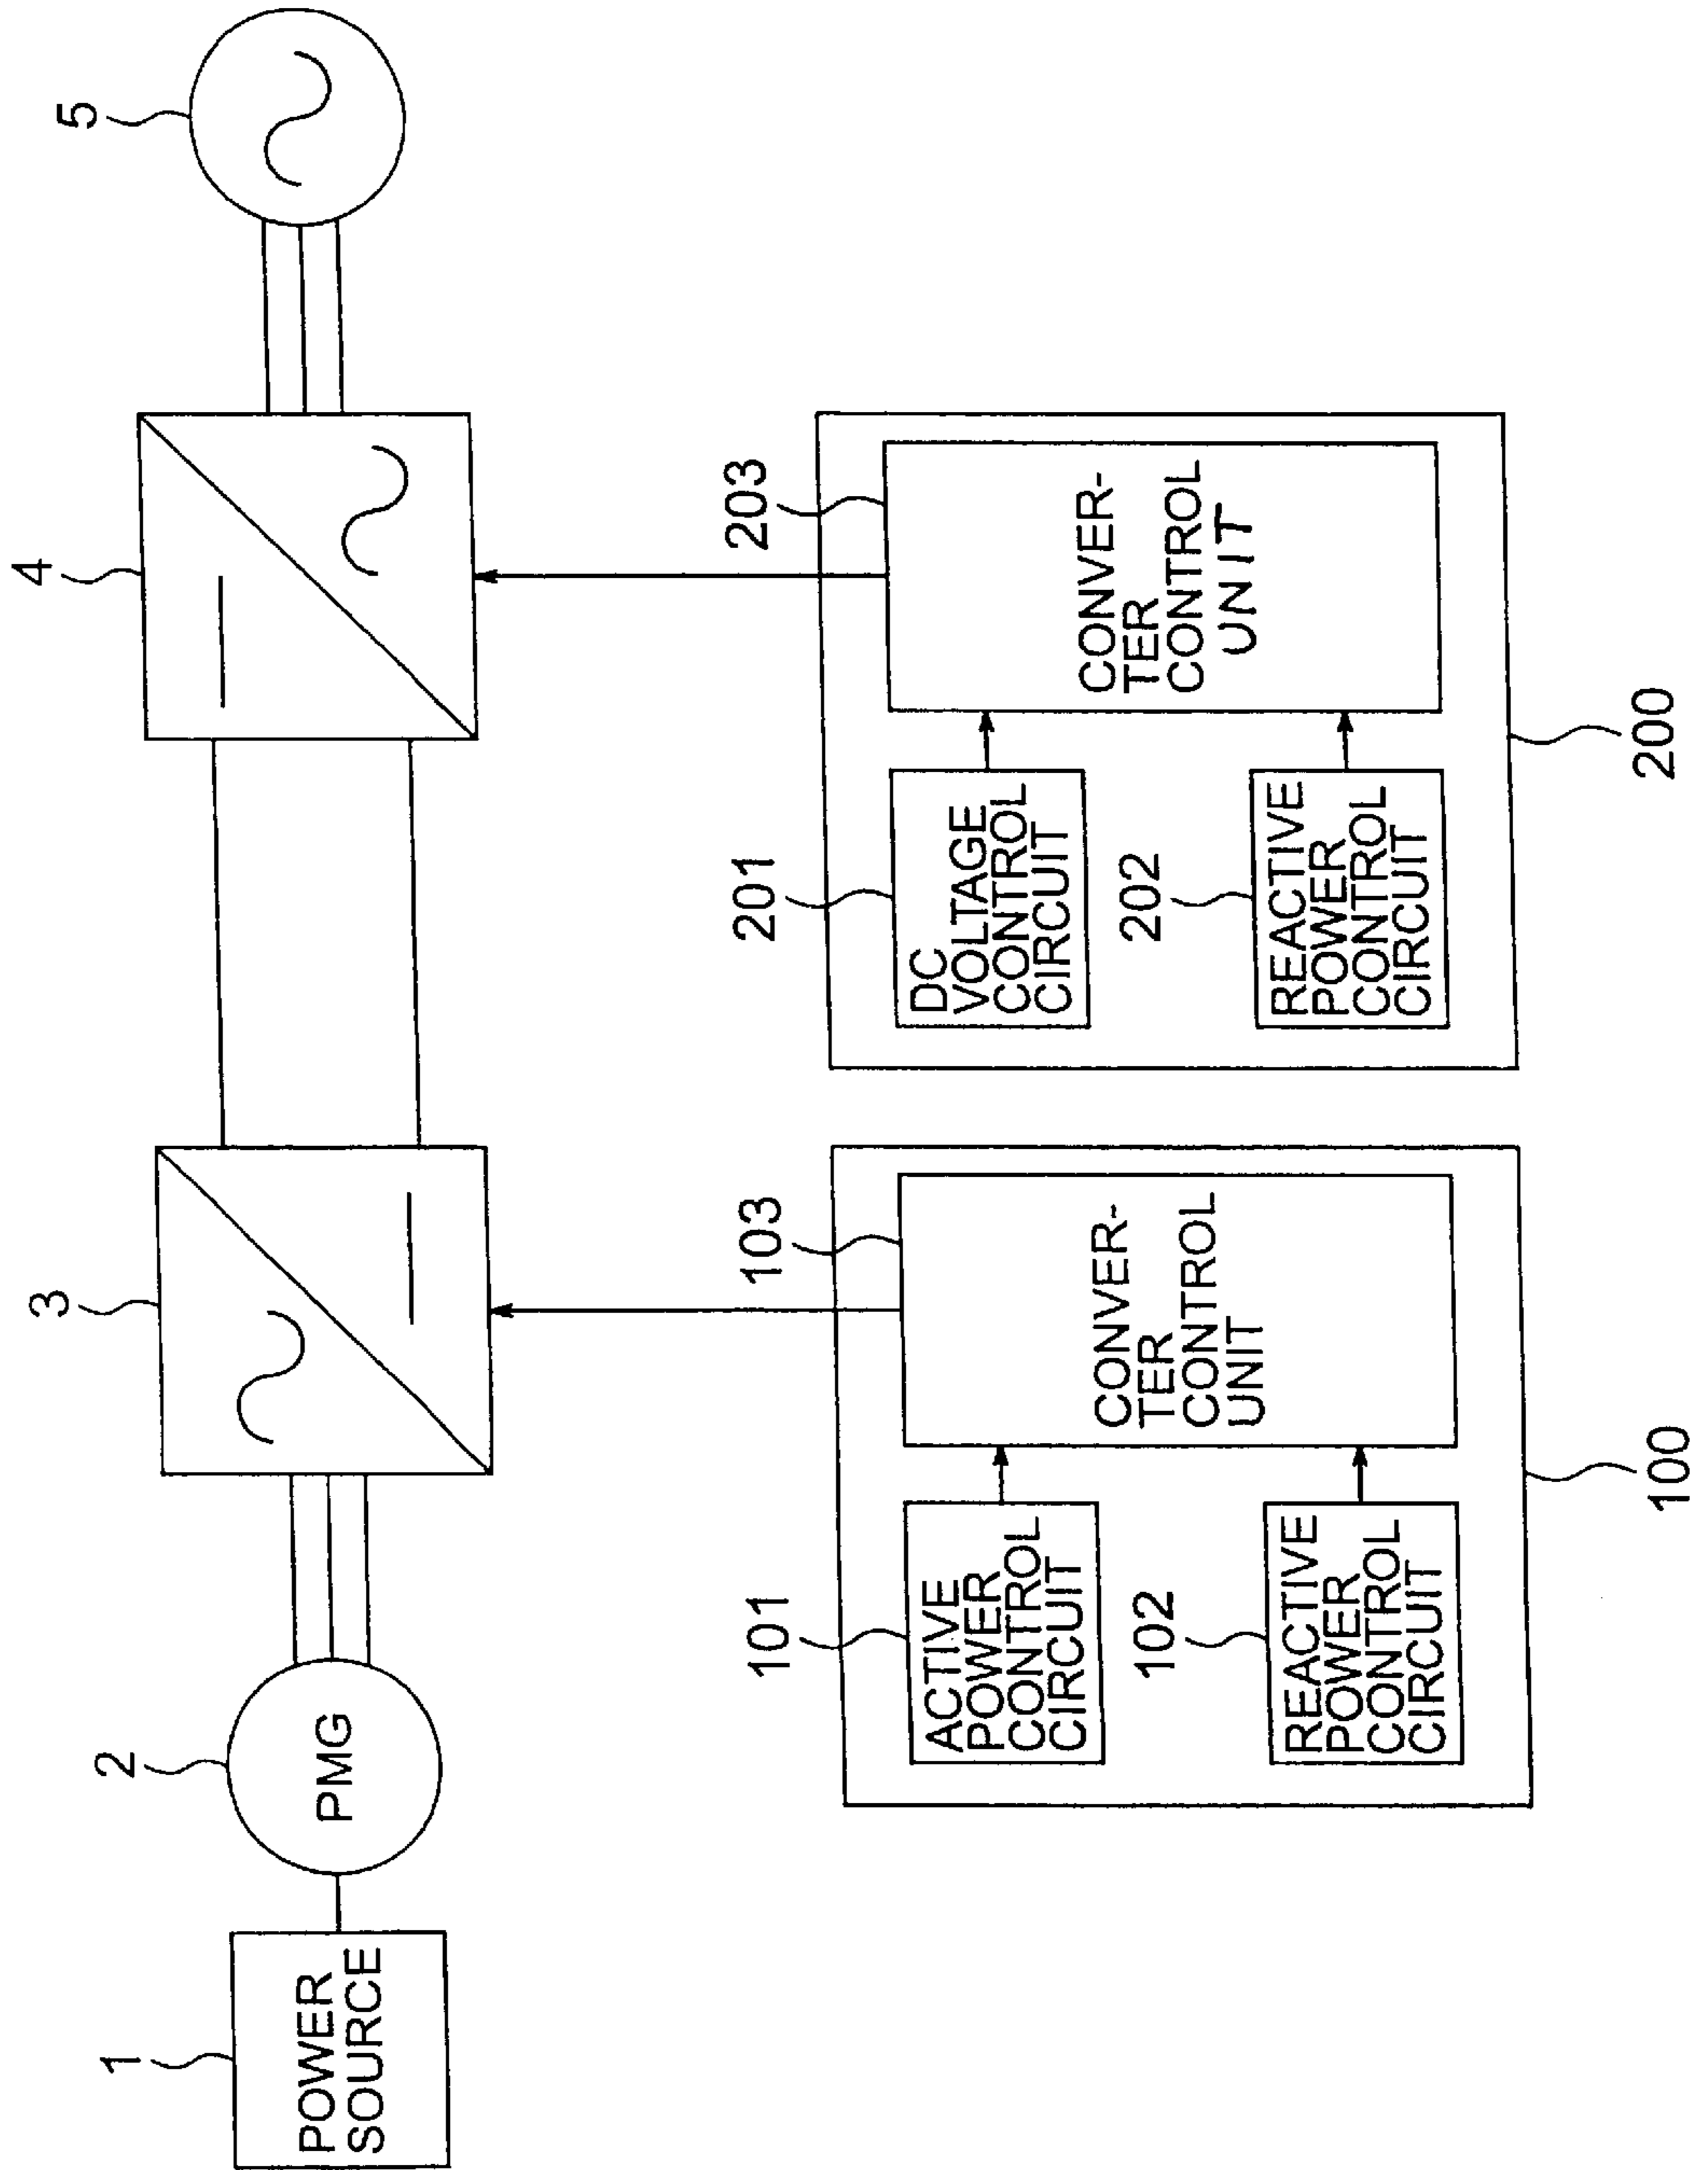 1
POWER
SOURCE
2
PMG
3
4
5
101
ACTIVE
POWER
CONTROL
CIRCUIT
102
REACTIVE
POWER
CONTROL
CIRCUIT
103
CONVER-
TER
CONTROL
UNIT
100
201
DC
VOLTAGE
CONTROL
CIRCUIT
202
REACTIVE
POWER
CONTROL
CIRCUIT
203
CONVER-
TER
CONTROL
UNIT
200